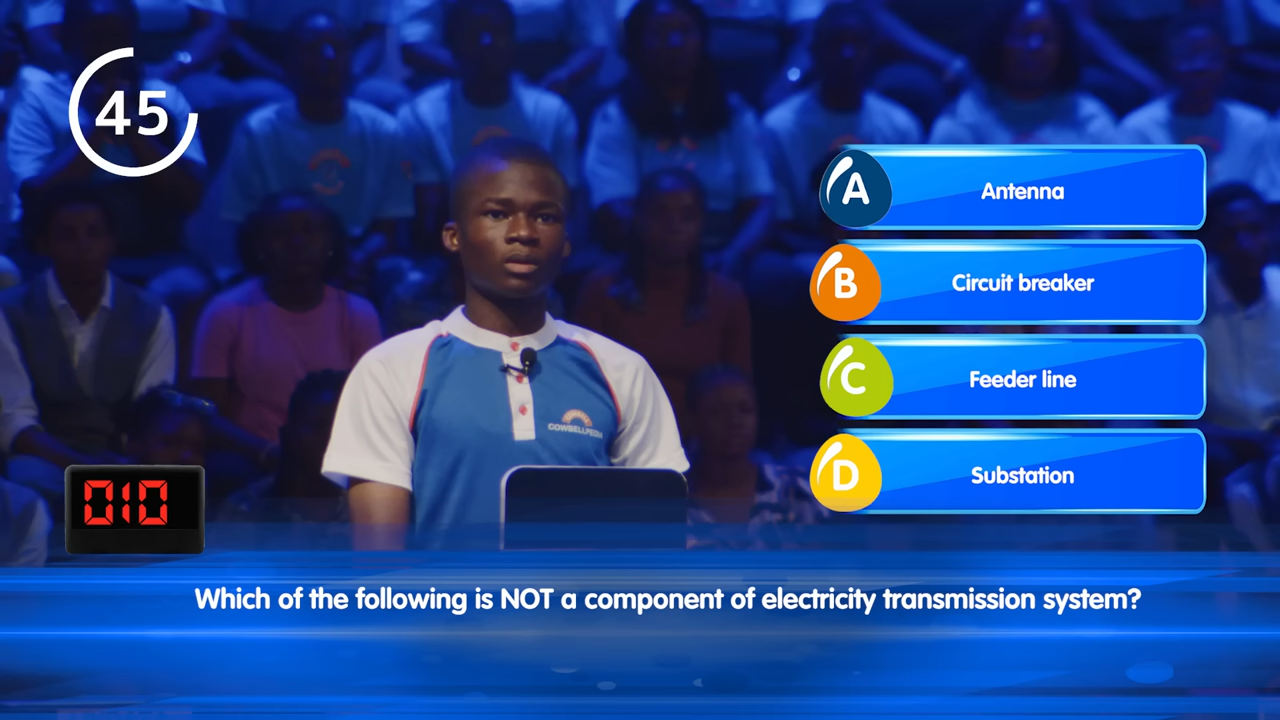 45
A Antenna
B Circuit breaker
C Feeder line
D Substation
COWBELLPEDIA
010
Which of the following is NOT a component of electricity transmission system?